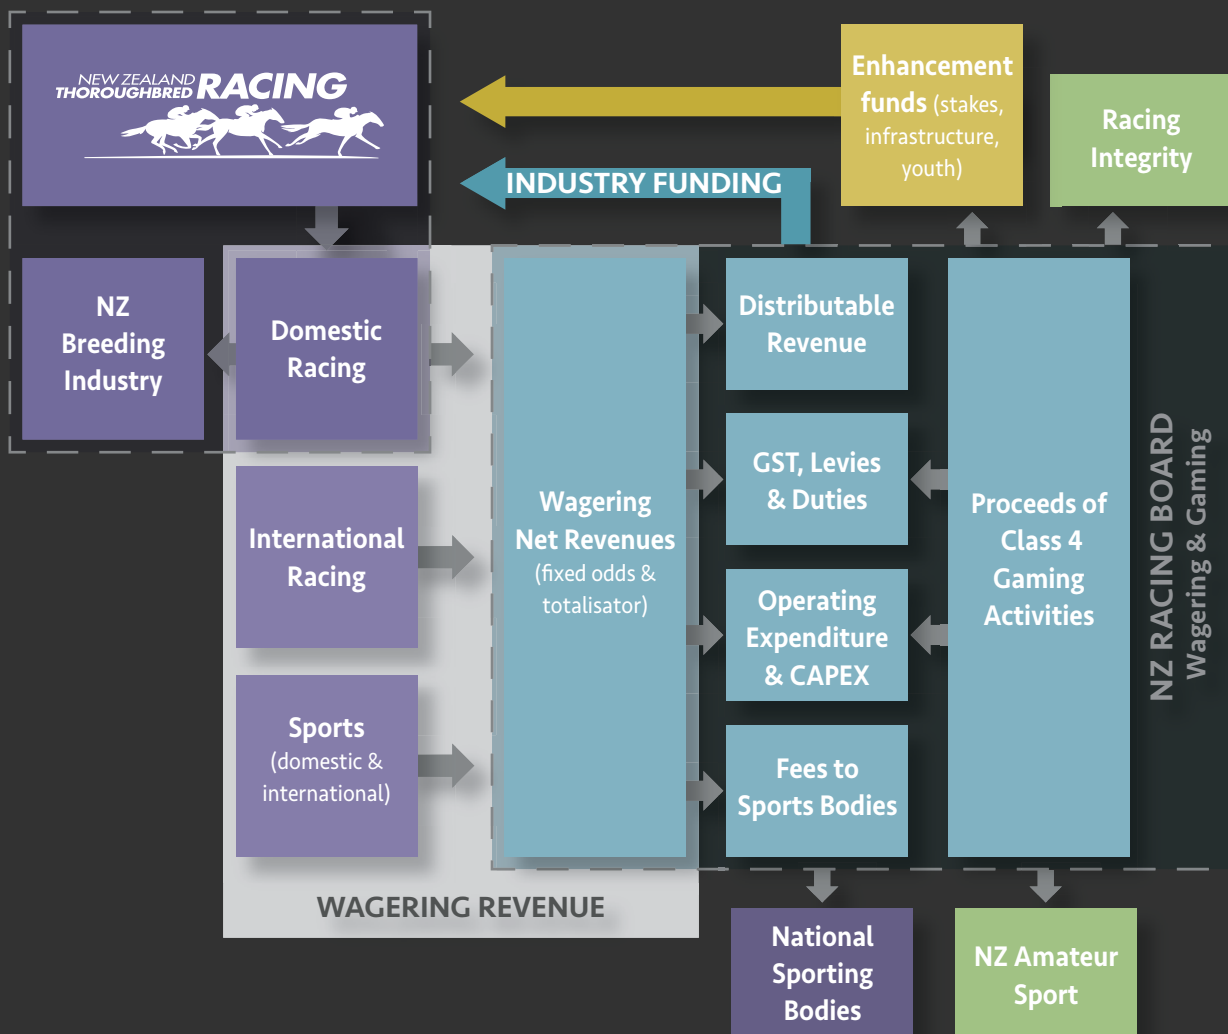 NEW ZEALAND
THOROUGHBRED RACING
Enhancement
funds (stakes,
infrastructure,
youth)
Racing
Integrity
INDUSTRY FUNDING
NZ
Breeding
Industry
Domestic
Racing
International
Racing
Sports
(domestic &
international)
WAGERING REVENUE
Wagering
Net Revenues
(fixed odds &
totalisator)
Distributable
Revenue
GST, Levies
& Duties
Operating
Expenditure
& CAPEX
Fees to
Sports Bodies
Proceeds of
Class 4
Gaming
Activities
NZ RACING BOARD
Wagering & Gaming
National
Sporting
Bodies
NZ Amateur
Sport